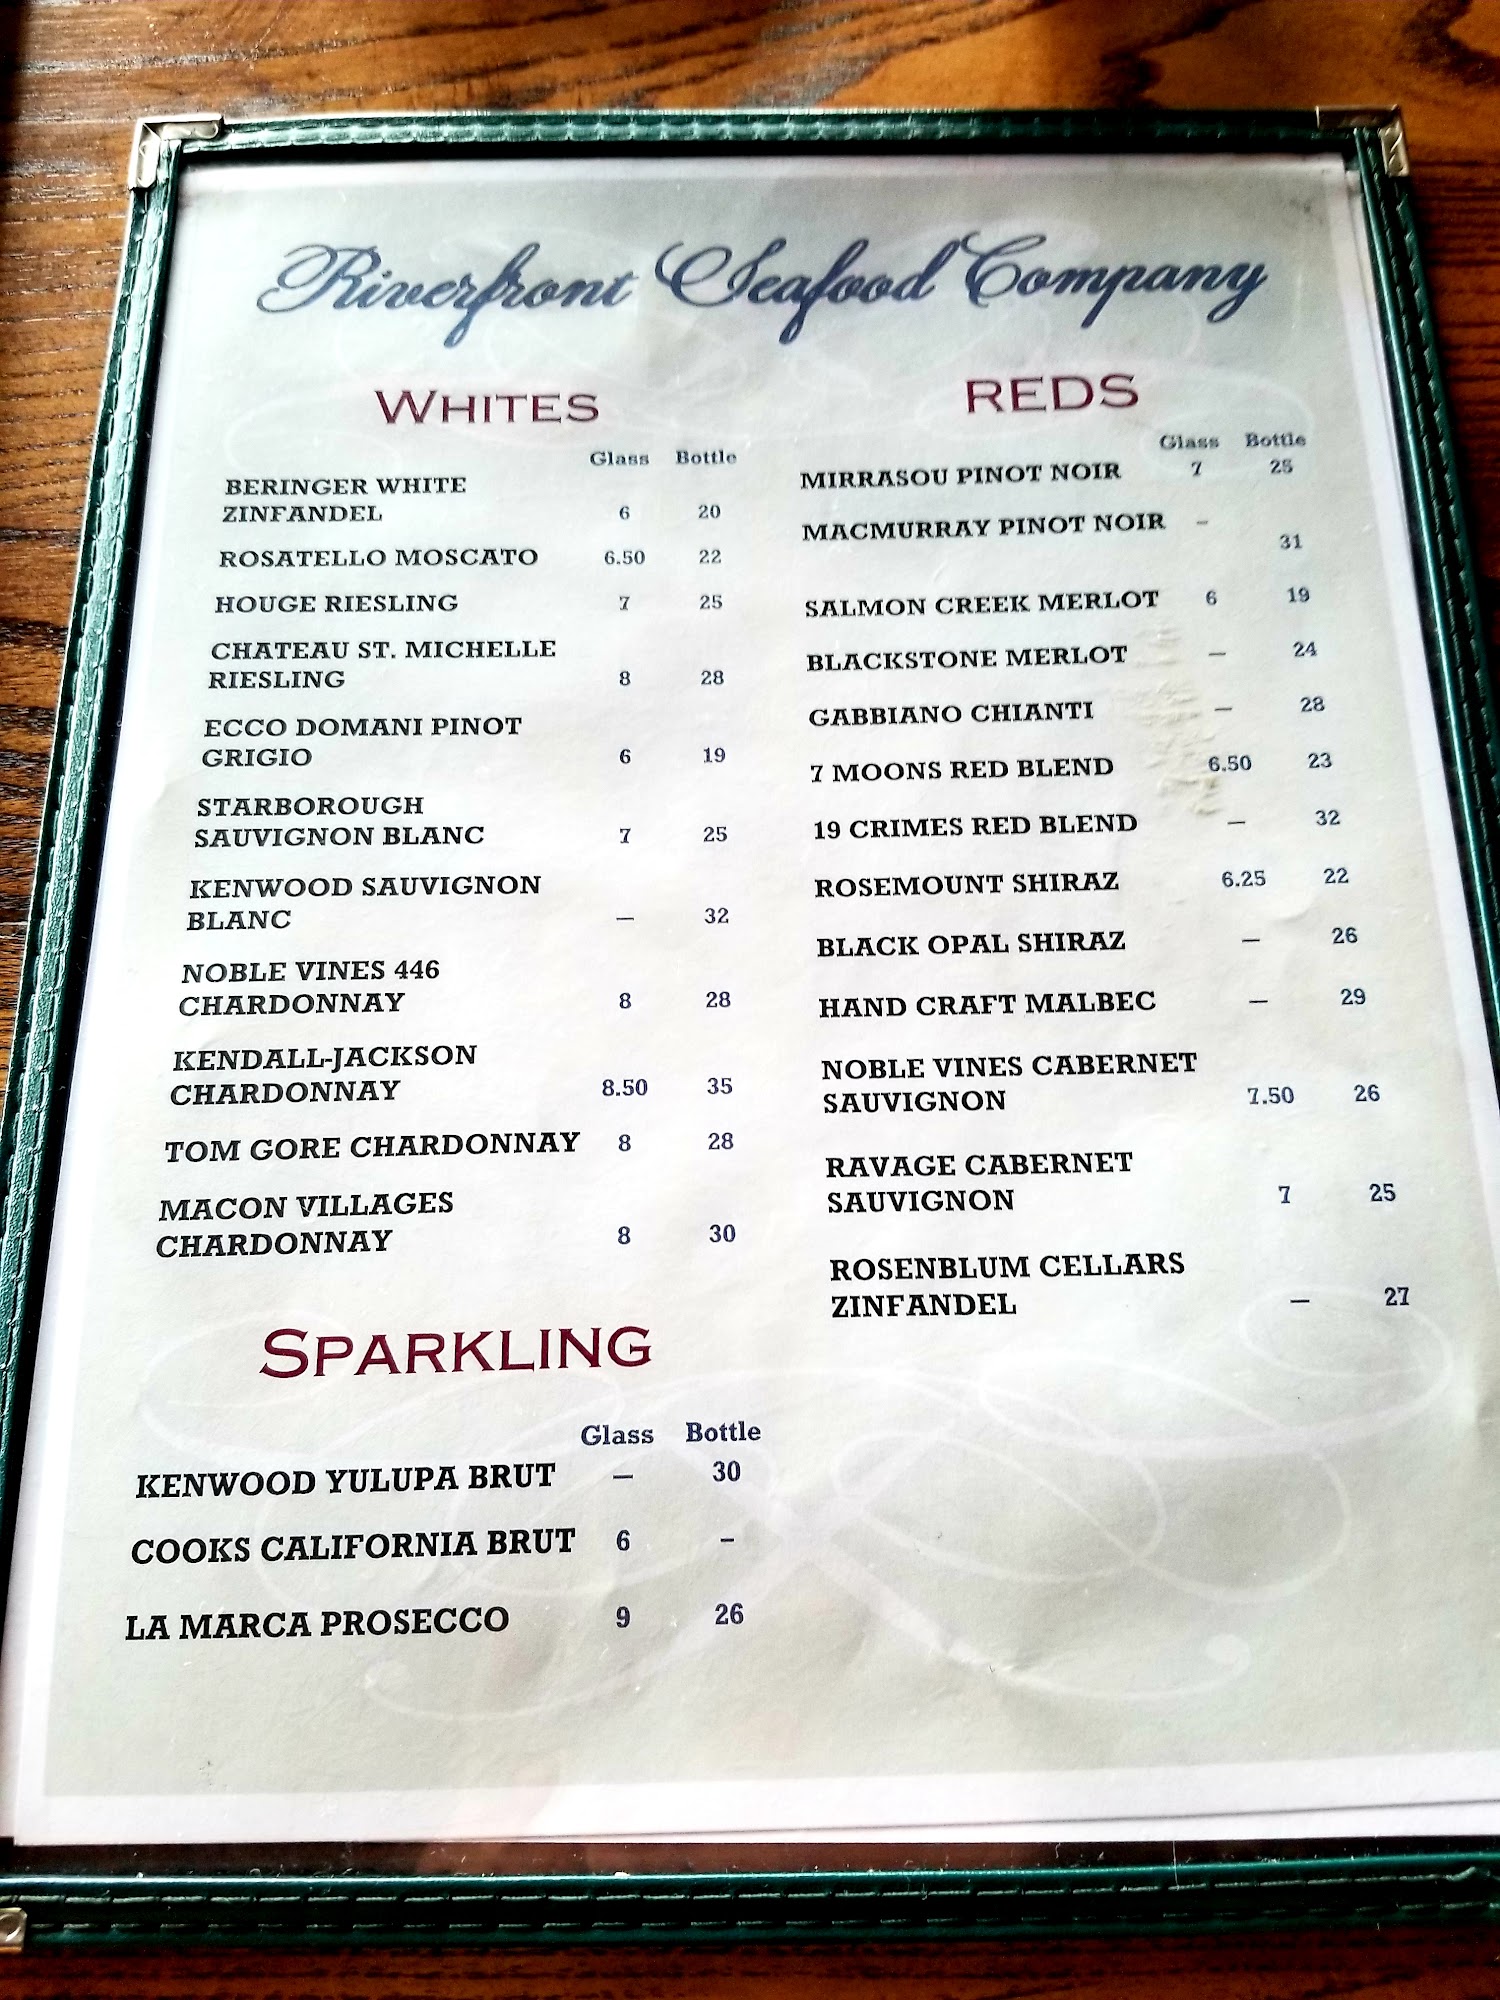 Riverfront Seafood Company
WHITES
Glass Bottle
BERINGER WHITE
ZINFANDEL 6 20
ROSATELLO MOSCATO 6.50 22
HOUGE RIESLING 7 25
CHATEAU ST. MICHELLE
RIESLING 8 28
ECCO DOMANI PINOT
GRIGIO 6 19
STARBOROUGH
SAUVIGNON BLANC 7 25
KENWOOD SAUVIGNON
BLANC – 32
NOBLE VINES 446
CHARDONNAY 8 28
KENDALL-JACKSON
CHARDONNAY 8.50 35
TOM GORE CHARDONNAY 8 28
MACON VILLAGES
CHARDONNAY 8 30
SPARKLING
Glass Bottle
KENWOOD YULUPA BRUT – 30
COOKS CALIFORNIA BRUT 6 –
LA MARCA PROSECCO 9 26
REDS
Glass Bottle
MIRRASOU PINOT NOIR 7 25
MACMURRAY PINOT NOIR –
31
SALMON CREEK MERLOT 6 19
BLACKSTONE MERLOT – 24
GABBIANO CHIANTI – 28
7 MOONS RED BLEND 6.50 23
19 CRIMES RED BLEND – 32
ROSEMOUNT SHIRAZ 6.25 22
BLACK OPAL SHIRAZ – 26
HAND CRAFT MALBEC – 29
NOBLE VINES CABERNET
SAUVIGNON 7.50 26
RAVAGE CABERNET
SAUVIGNON 7 25
ROSENBLUM CELLARS
ZINFANDEL – 27